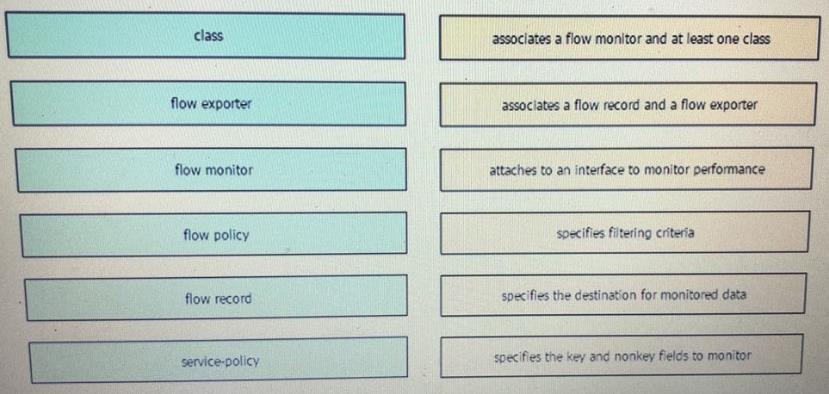 class
associates a flow monitor and at least one class
flow exporter
associates a flow record and a flow exporter
flow monitor
attaches to an interface to monitor performance
flow policy
specifies filtering criteria
flow record
specifies the destination for monitored data
service-policy
specifies the key and nonkey fields to monitor